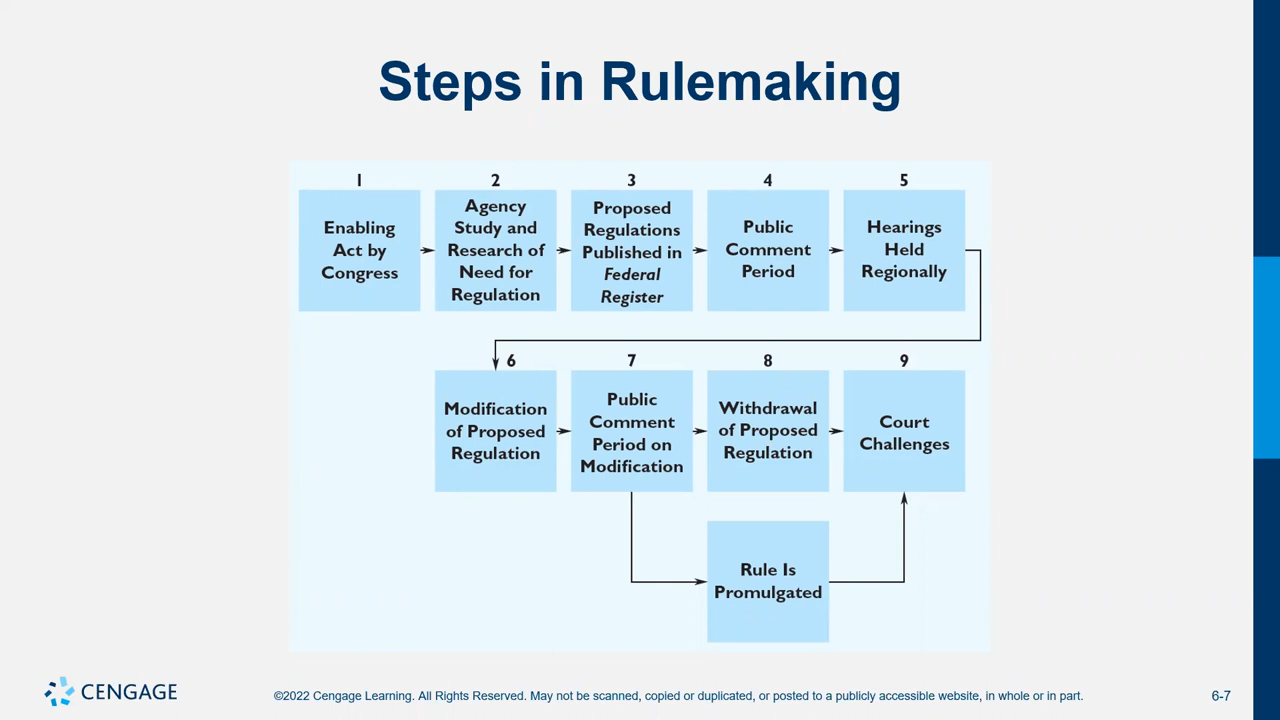 Steps in Rulemaking
1
Enabling
Act by
Congress
2
Agency
Study and
Research of
Need for
Regulation
3
Proposed
Regulations
Published in
Federal
Register
4
Public
Comment
Period
5
Hearings
Held
Regionally
6
Modification
of Proposed
Regulation
7
Public
Comment
Period on
Modification
8
Withdrawal
of Proposed
Regulation
9
Court
Challenges
Rule Is
Promulgated
CENGAGE
©2022 Cengage Learning. All Rights Reserved. May not be scanned, copied or duplicated, or posted to a publicly accessible website, in whole or in part.
6-7